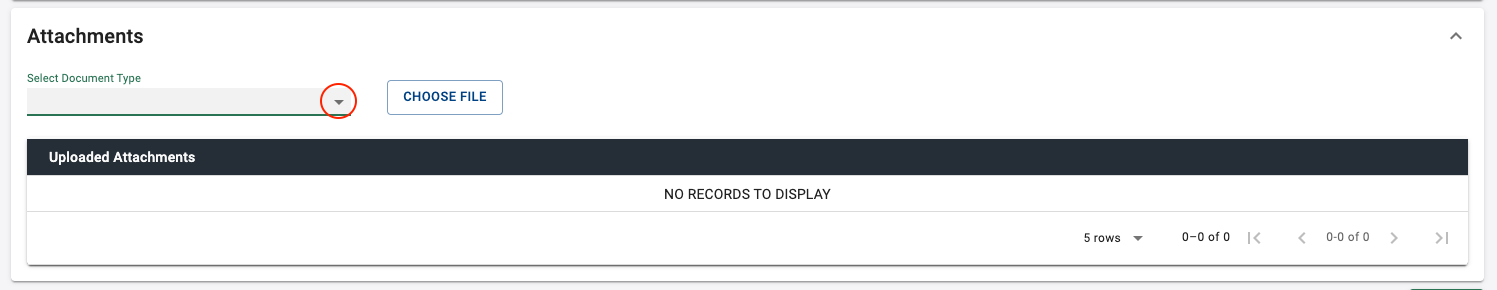 Attachments
Select Document Type
CHOOSE FILE
Uploaded Attachments
NO RECORDS TO DISPLAY
5 rows 0–0 of 0 0-0 of 0